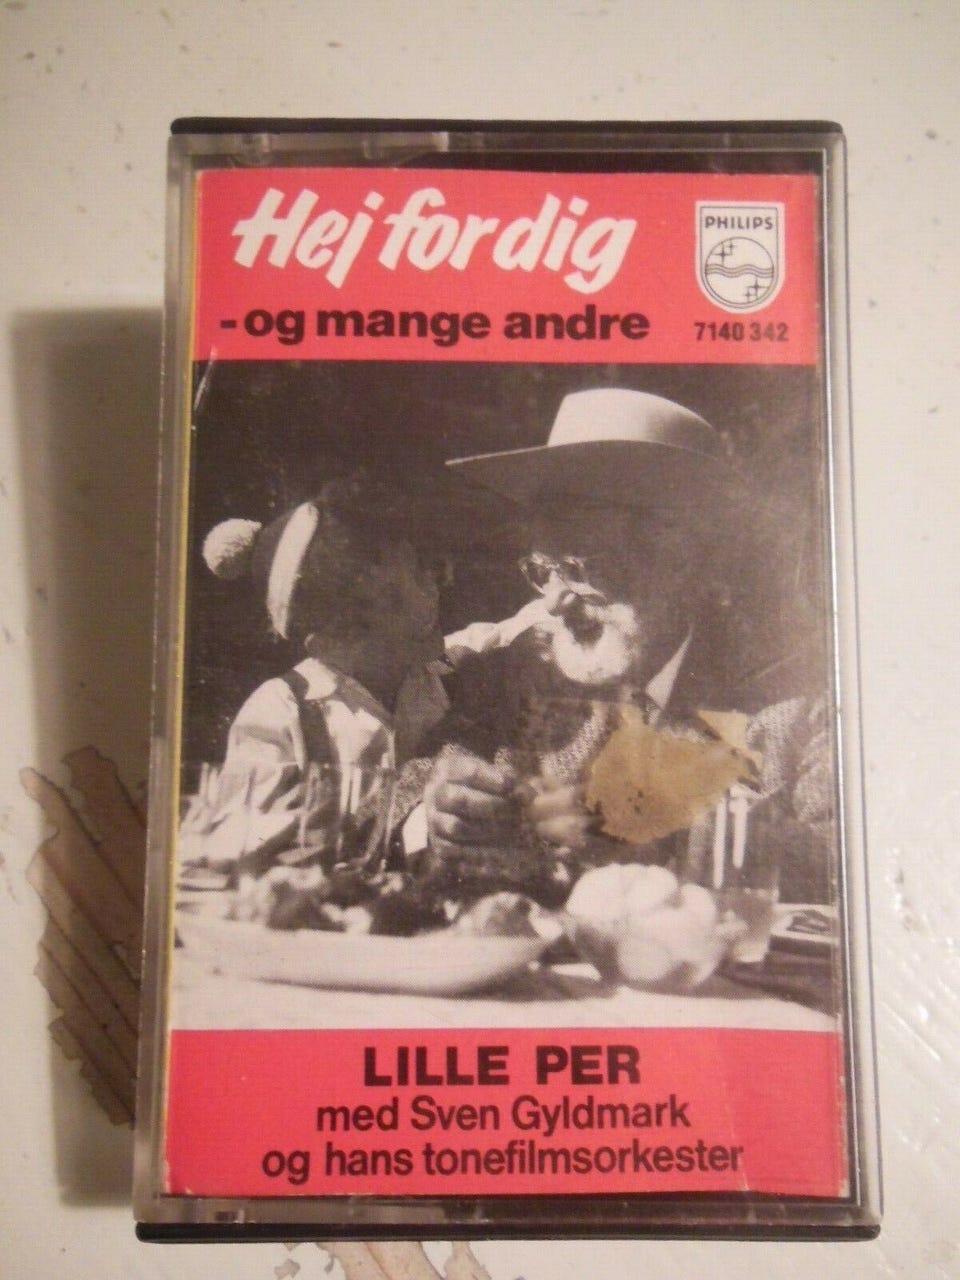 Hej for dig
PHILIPS
- og mange andre
7140 342
LILLE PER
med Sven Gyldmark
og hans tonefilmsorkester